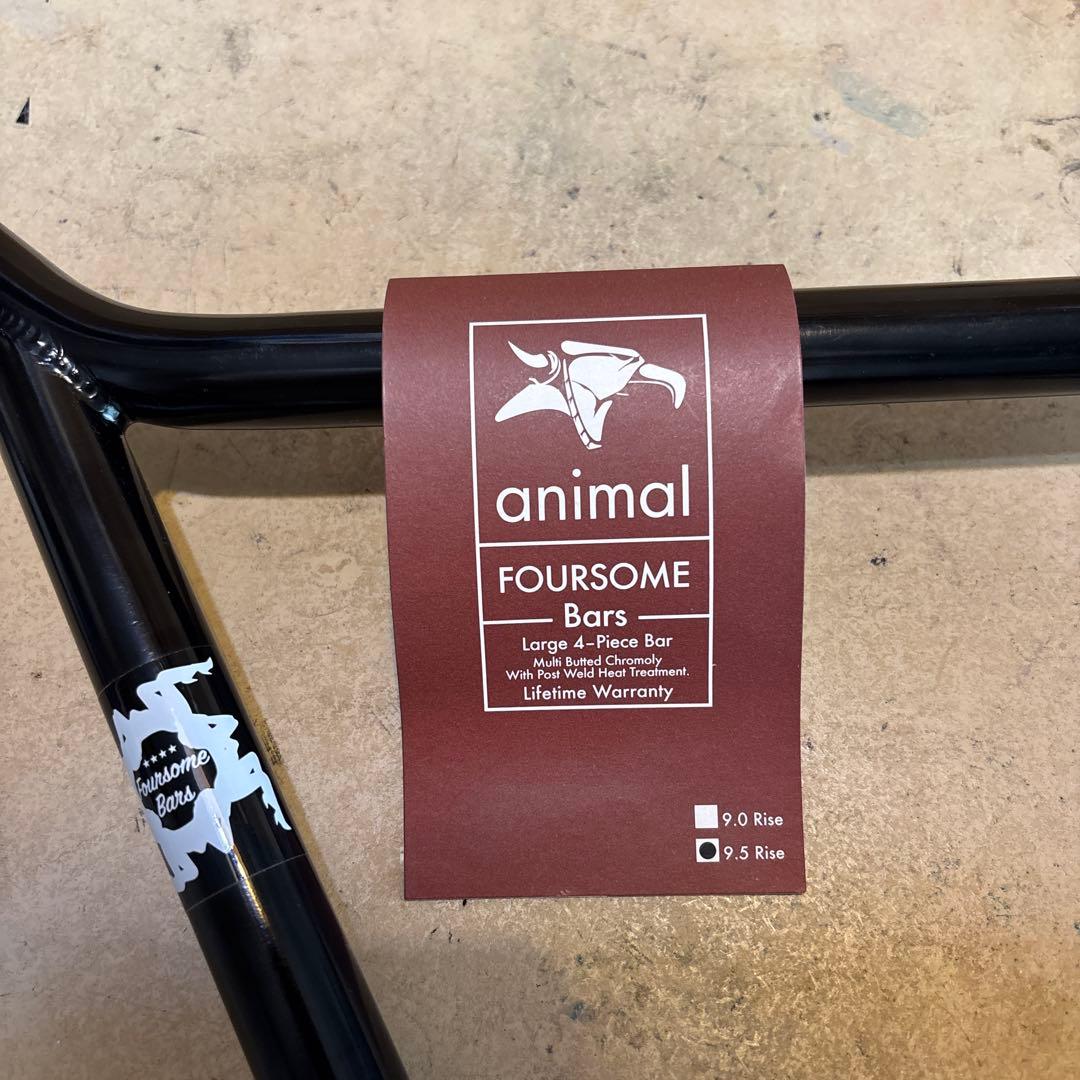 animal
FOURSOME
Bars
Large 4-Piece Bar
Multi Butted Chromoly
With Post Weld Heat Treatment.
Lifetime Warranty
9.0 Rise
9.5 Rise
Foursome
Bars